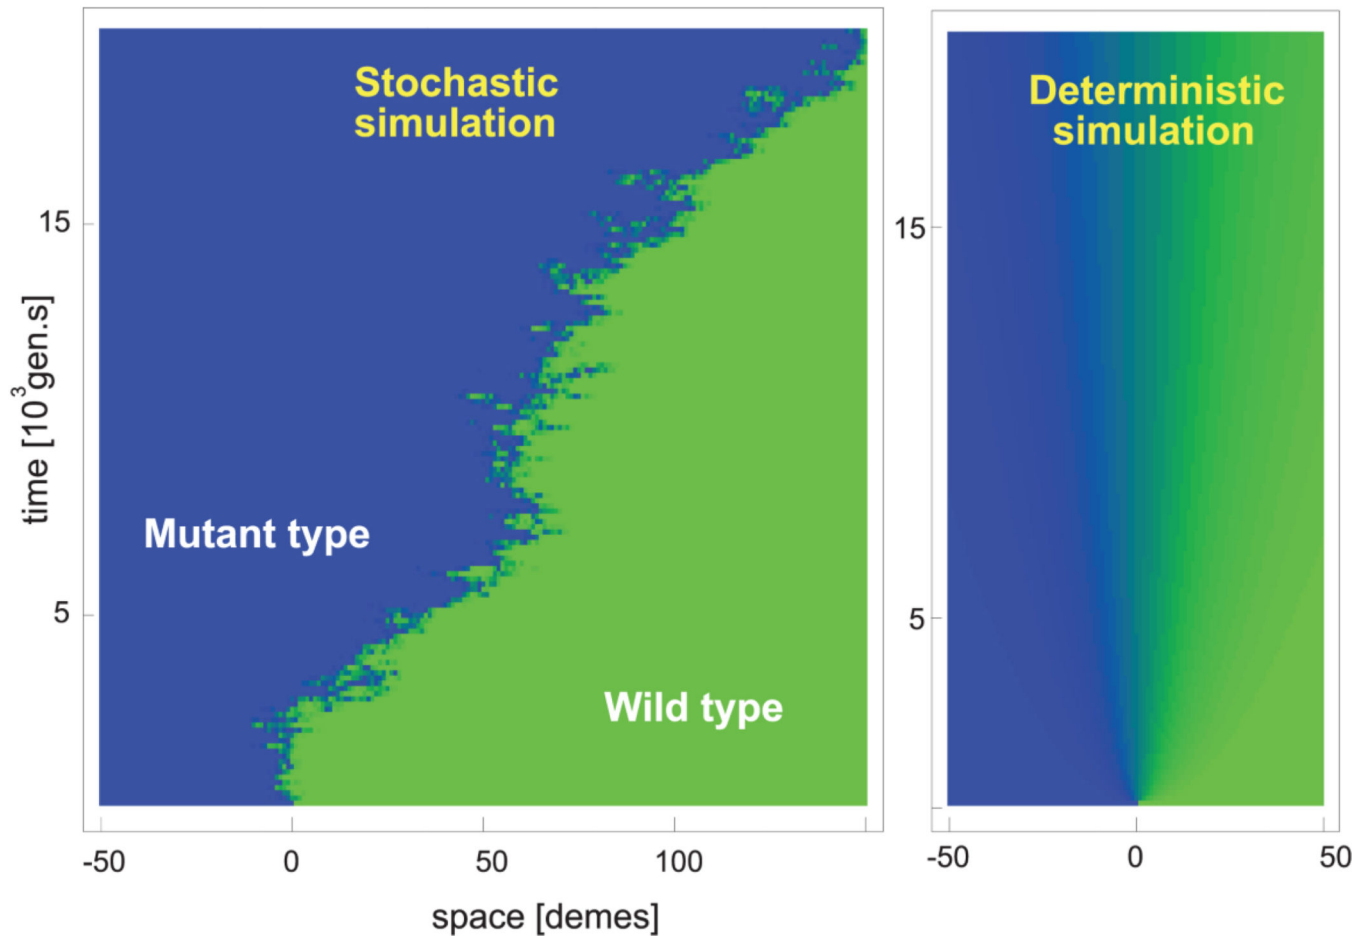 Stochastic
simulation
Mutant type
Wild type
15
5
time [10³gen.s]
-50
0
50
100
space [demes]
Deterministic
simulation
15
5
-50
0
50